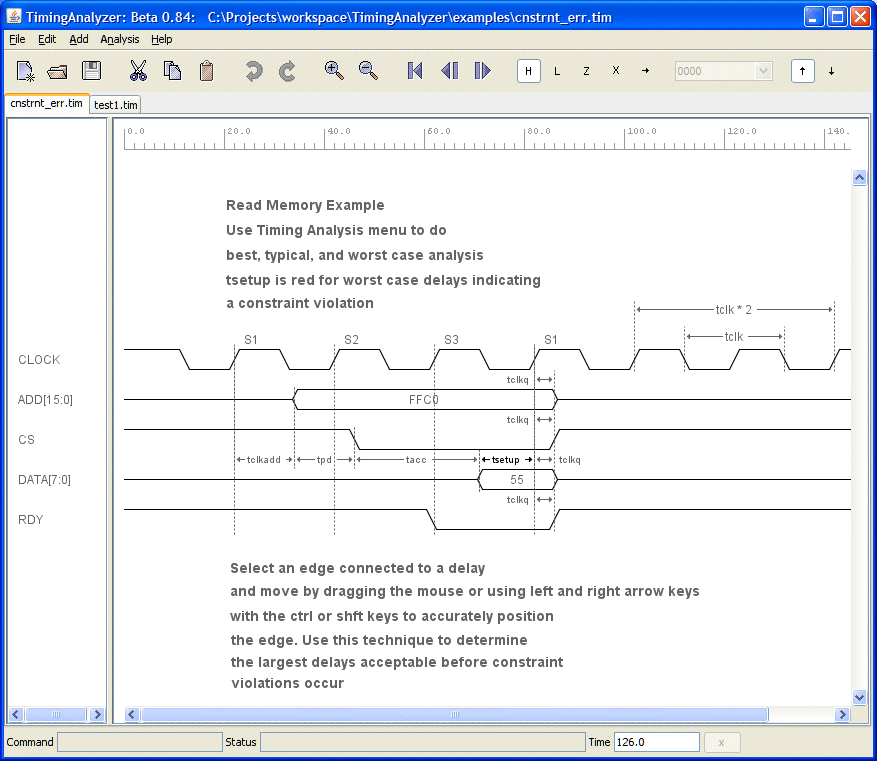 TimingAnalyzer: Beta 0.84:   C:\Projects\workspace\TimingAnalyzer\examples\cnstrnt_err.tim
File Edit Add Analysis Help
H L Z X 0000
cnstrnt_err.tim test1.tim
0.0 20.0 40.0 60.0 80.0 100.0 120.0 140.
Read Memory Example
Use Timing Analysis menu to do
best, typical, and worst case analysis
tsetup is red for worst case delays indicating
a constraint violation
tclk * 2
S1 S2 S3 S1 tclk
CLOCK
tclkq
ADD[15:0] FFC0
tclkq
CS
tclkadd tpd tacc tsetup tclkq
DATA[7:0] 55
tclkq
RDY
Select an edge connected to a delay
and move by dragging the mouse or using left and right arrow keys
with the ctrl or shft keys to accurately position
the edge. Use this technique to determine
the largest delays acceptable before constraint
violations occur
Command Status Time 126.0 x